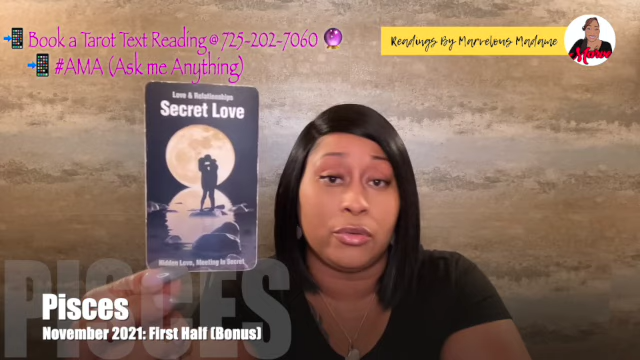 📲 Book a Tarot Text Reading @ 725-202-7060 🔮
📲 #AMA (Ask me Anything)
Readings By Marvelous Madame
Love & Relationships
Secret Love
Hidden Love, Meeting In Secret
PISCES
Pisces
November 2021: First Half (Bonus)